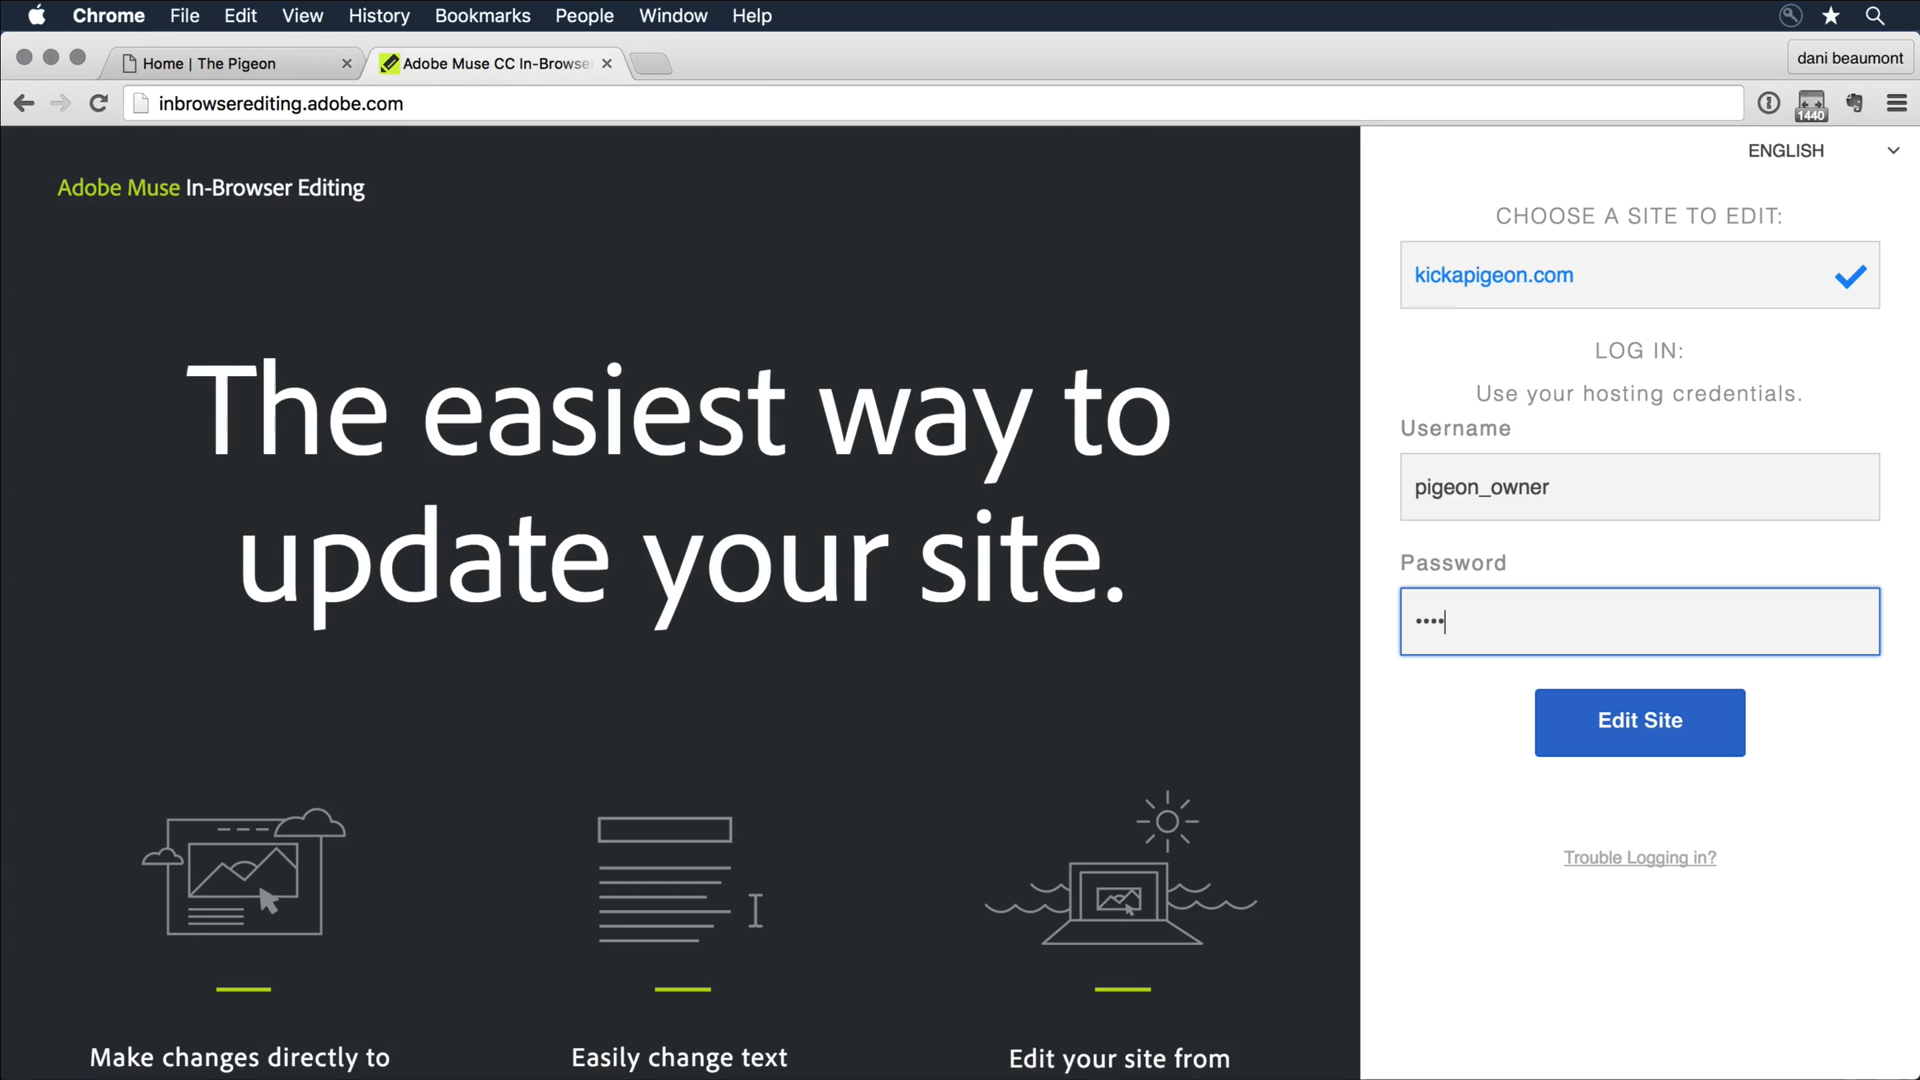 Chrome File Edit View History Bookmarks People Window Help
Home | The Pigeon
Adobe Muse CC In-Browse
dani beaumont
inbrowserediting.adobe.com
1440
Adobe Muse In-Browser Editing
The easiest way to
update your site.
Make changes directly to
Easily change text
Edit your site from
ENGLISH
CHOOSE A SITE TO EDIT:
kickapigeon.com
LOG IN:
Use your hosting credentials.
Username
pigeon_owner
Password
••••
Edit Site
Trouble Logging in?